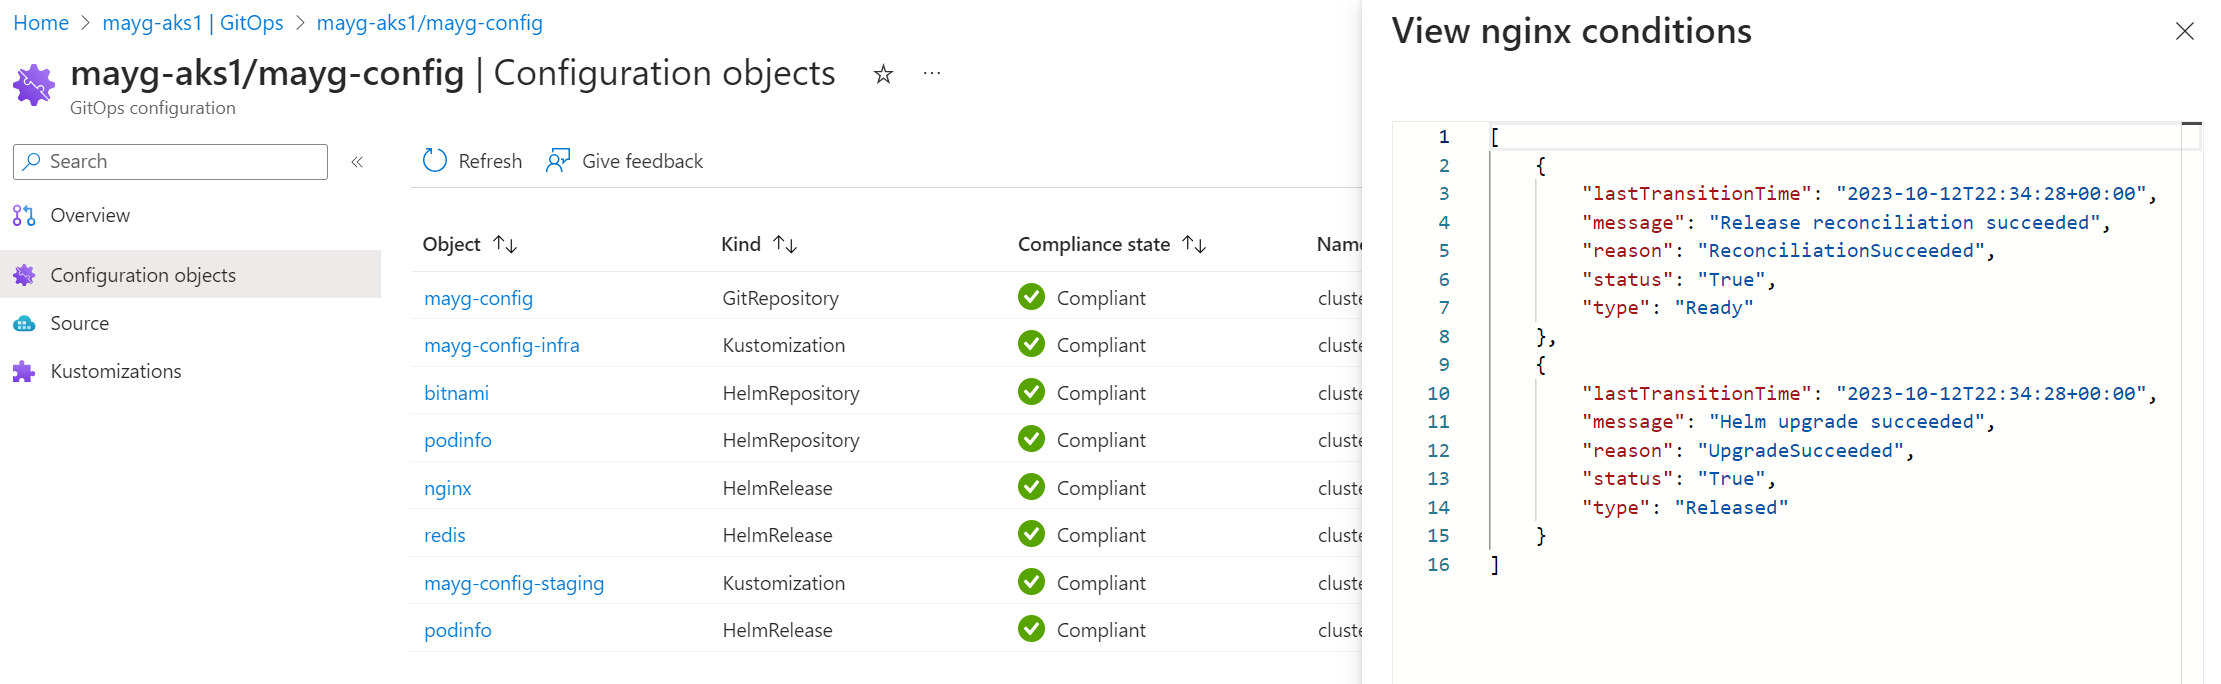 Home > mayg-aks1 | GitOps > mayg-aks1/mayg-config
mayg-aks1/mayg-config | Configuration objects
GitOps configuration
Search
Overview
Configuration objects
Source
Kustomizations
Refresh Give feedback
Object Kind Compliance state Name
mayg-config GitRepository Compliant cluste
mayg-config-infra Kustomization Compliant cluste
bitnami HelmRepository Compliant cluste
podinfo HelmRepository Compliant cluste
nginx HelmRelease Compliant cluste
redis HelmRelease Compliant cluste
mayg-config-staging Kustomization Compliant cluste
podinfo HelmRelease Compliant cluste
View nginx conditions
1 [
2 {
3 "lastTransitionTime": "2023-10-12T22:34:28+00:00",
4 "message": "Release reconciliation succeeded",
5 "reason": "ReconciliationSucceeded",
6 "status": "True",
7 "type": "Ready"
8 },
9 {
10 "lastTransitionTime": "2023-10-12T22:34:28+00:00",
11 "message": "Helm upgrade succeeded",
12 "reason": "UpgradeSucceeded",
13 "status": "True",
14 "type": "Released"
15 }
16 ]